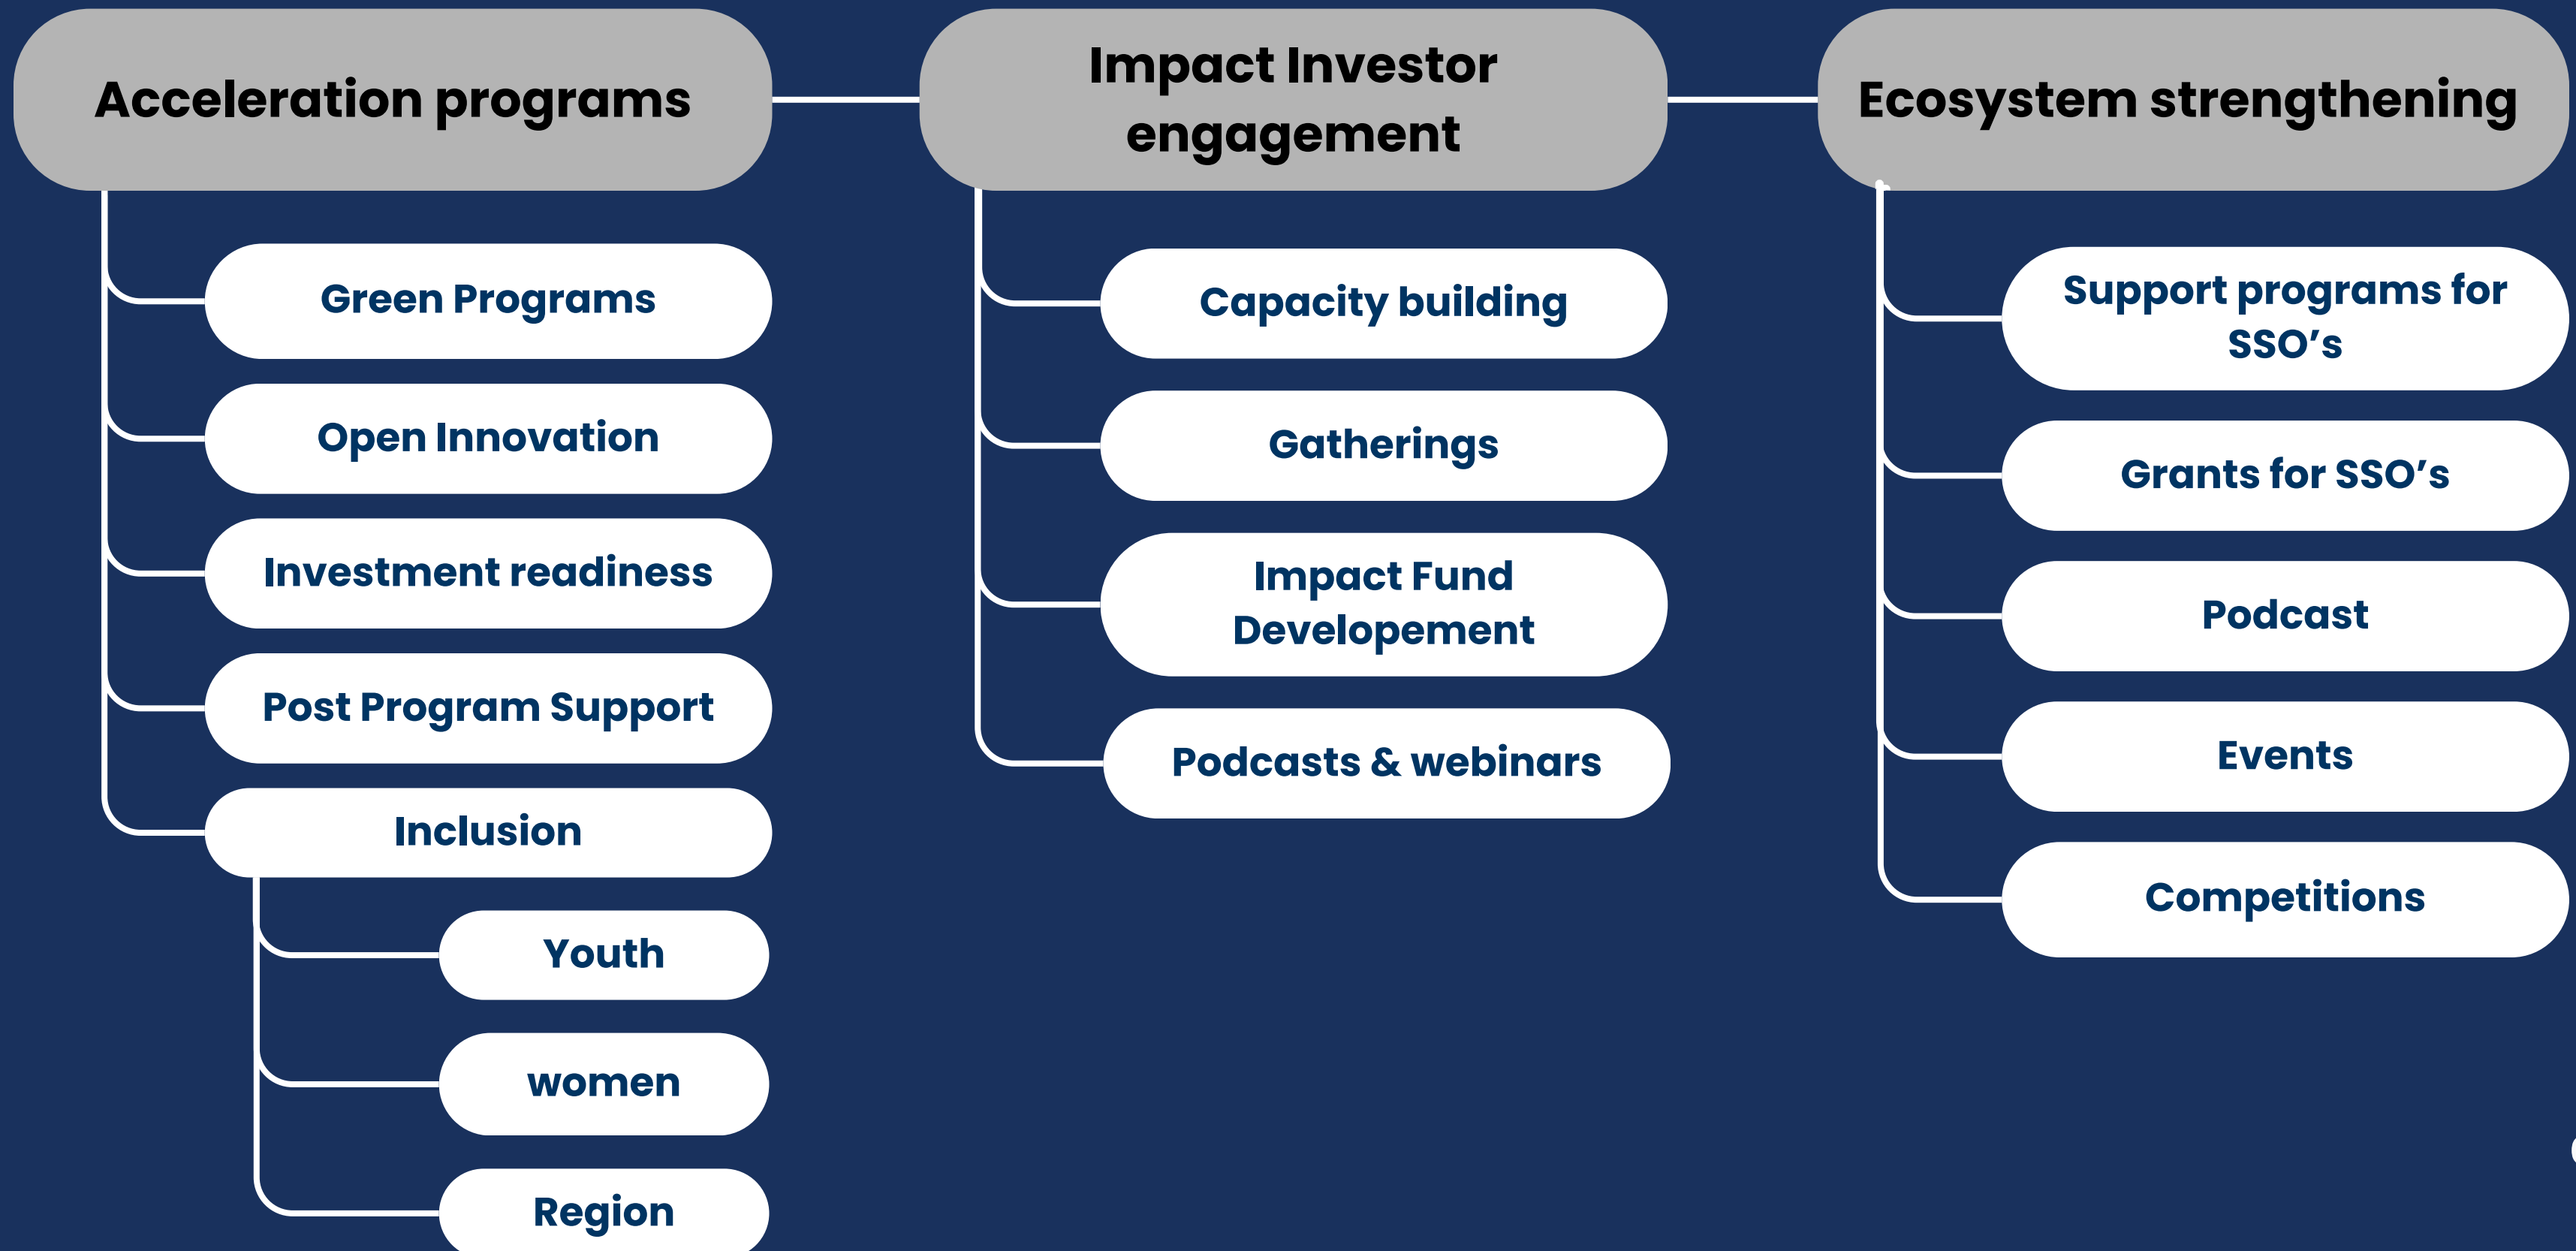 Acceleration programs
Green Programs
Open Innovation
Investment readiness
Post Program Support
Inclusion
Youth
women
Region
Impact Investor
engagement
Capacity building
Gatherings
Impact Fund
Developement
Podcasts & webinars
Ecosystem strengthening
Support programs for
SSO’s
Grants for SSO’s
Podcast
Events
Competitions